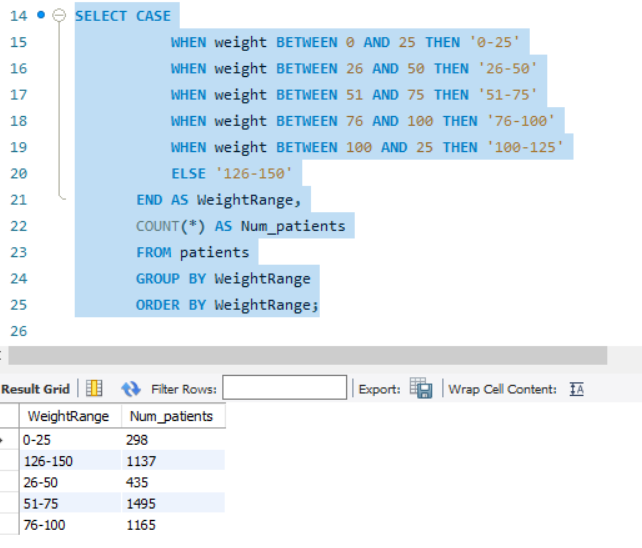 14 SELECT CASE
15 WHEN weight BETWEEN 0 AND 25 THEN '0-25'
16 WHEN weight BETWEEN 26 AND 50 THEN '26-50'
17 WHEN weight BETWEEN 51 AND 75 THEN '51-75'
18 WHEN weight BETWEEN 76 AND 100 THEN '76-100'
19 WHEN weight BETWEEN 100 AND 25 THEN '100-125'
20 ELSE '126-150'
21 END AS WeightRange,
22 COUNT(*) AS Num_patients
23 FROM patients
24 GROUP BY WeightRange
25 ORDER BY WeightRange;
26
Result Grid Filter Rows: Export: Wrap Cell Content: IA
WeightRange Num_patients
0-25 298
126-150 1137
26-50 435
51-75 1495
76-100 1165